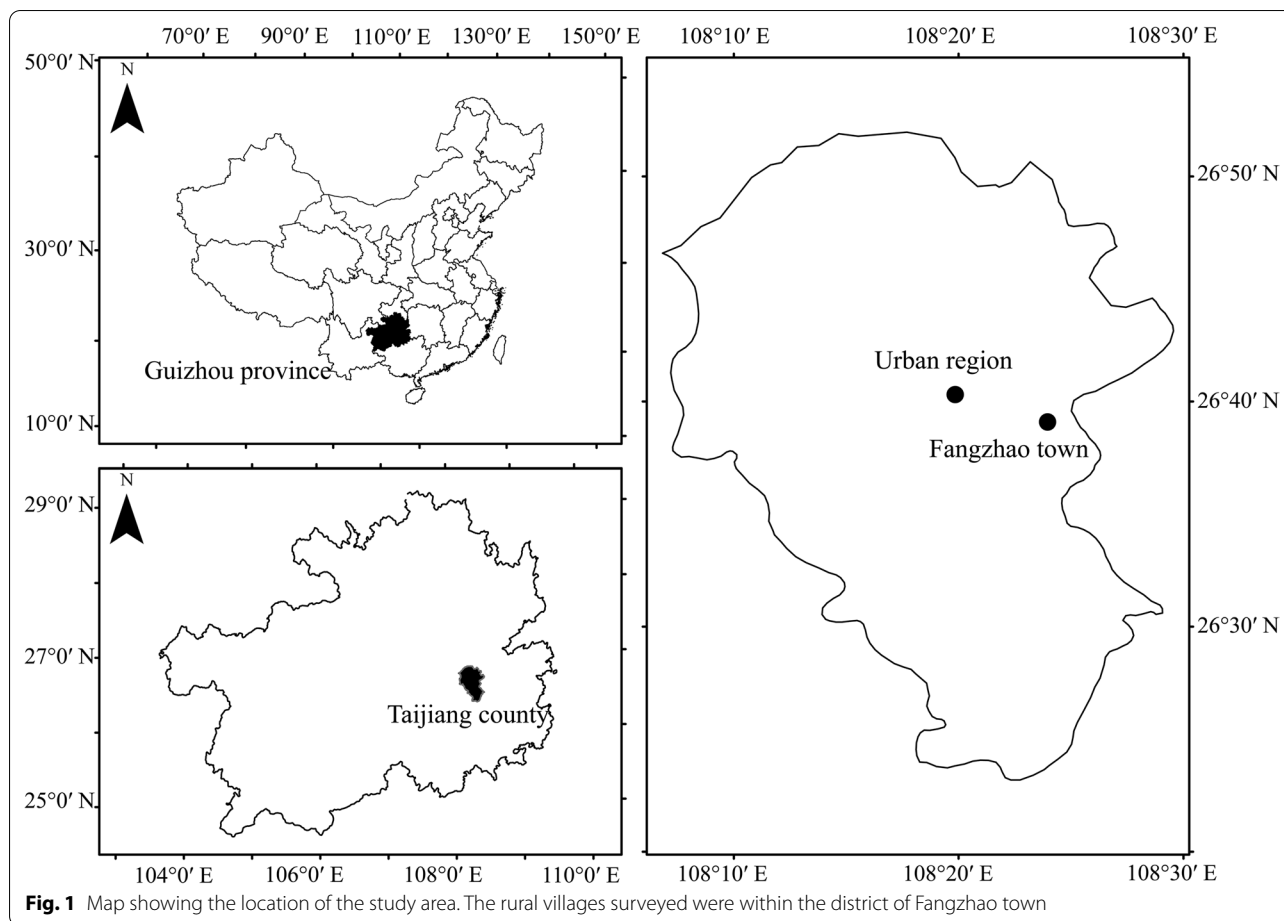 70°0′ E 90°0′ E 110°0′ E 130°0′ E 150°0′ E
50°0′ N
N
30°0′ N
Guizhou province
10°0′ N
N
29°0′ N
27°0′ N
Taijiang county
25°0′ N
104°0′ E 106°0′ E 108°0′ E 110°0′ E
108°10′ E 108°20′ E 108°30′ E
26°50′ N
Urban region
26°40′ N
Fangzhao town
26°30′ N
108°10′ E 108°20′ E 108°30′ E
Fig. 1 Map showing the location of the study area. The rural villages surveyed were within the district of Fangzhao town